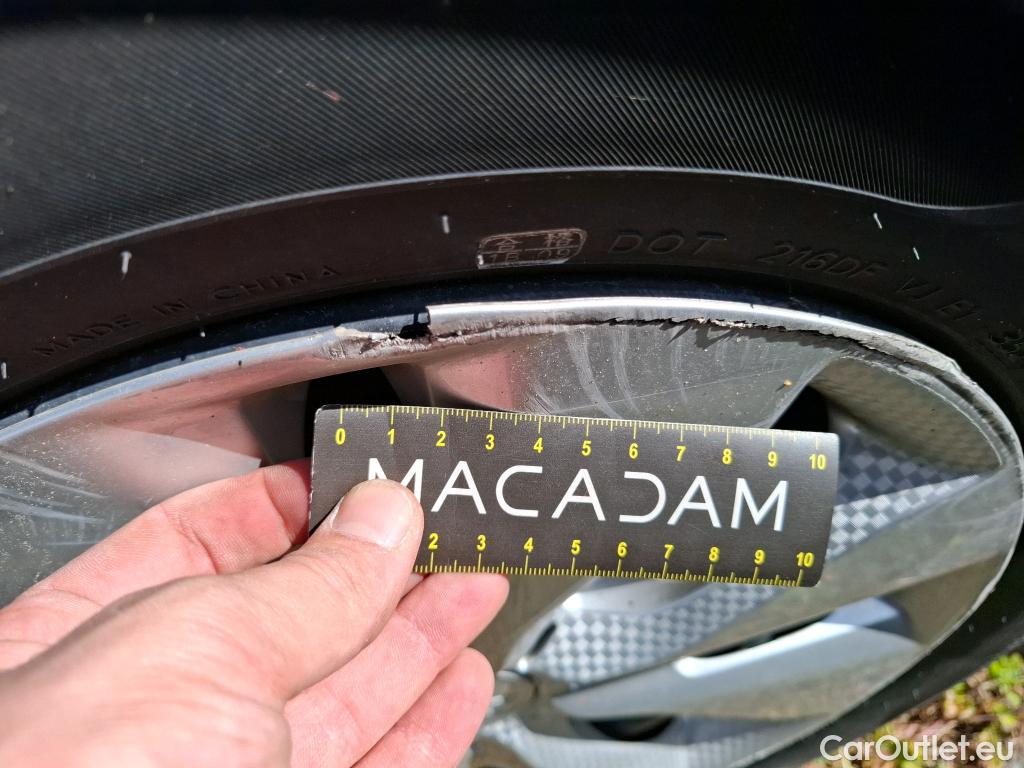 合格
DOT 216DF
MADE IN CHINA
0 1 2 3 4 5 6 7 8 9 10
MACADAM
2 3 4 5 6 7 8 9 10
CarOutlet.eu